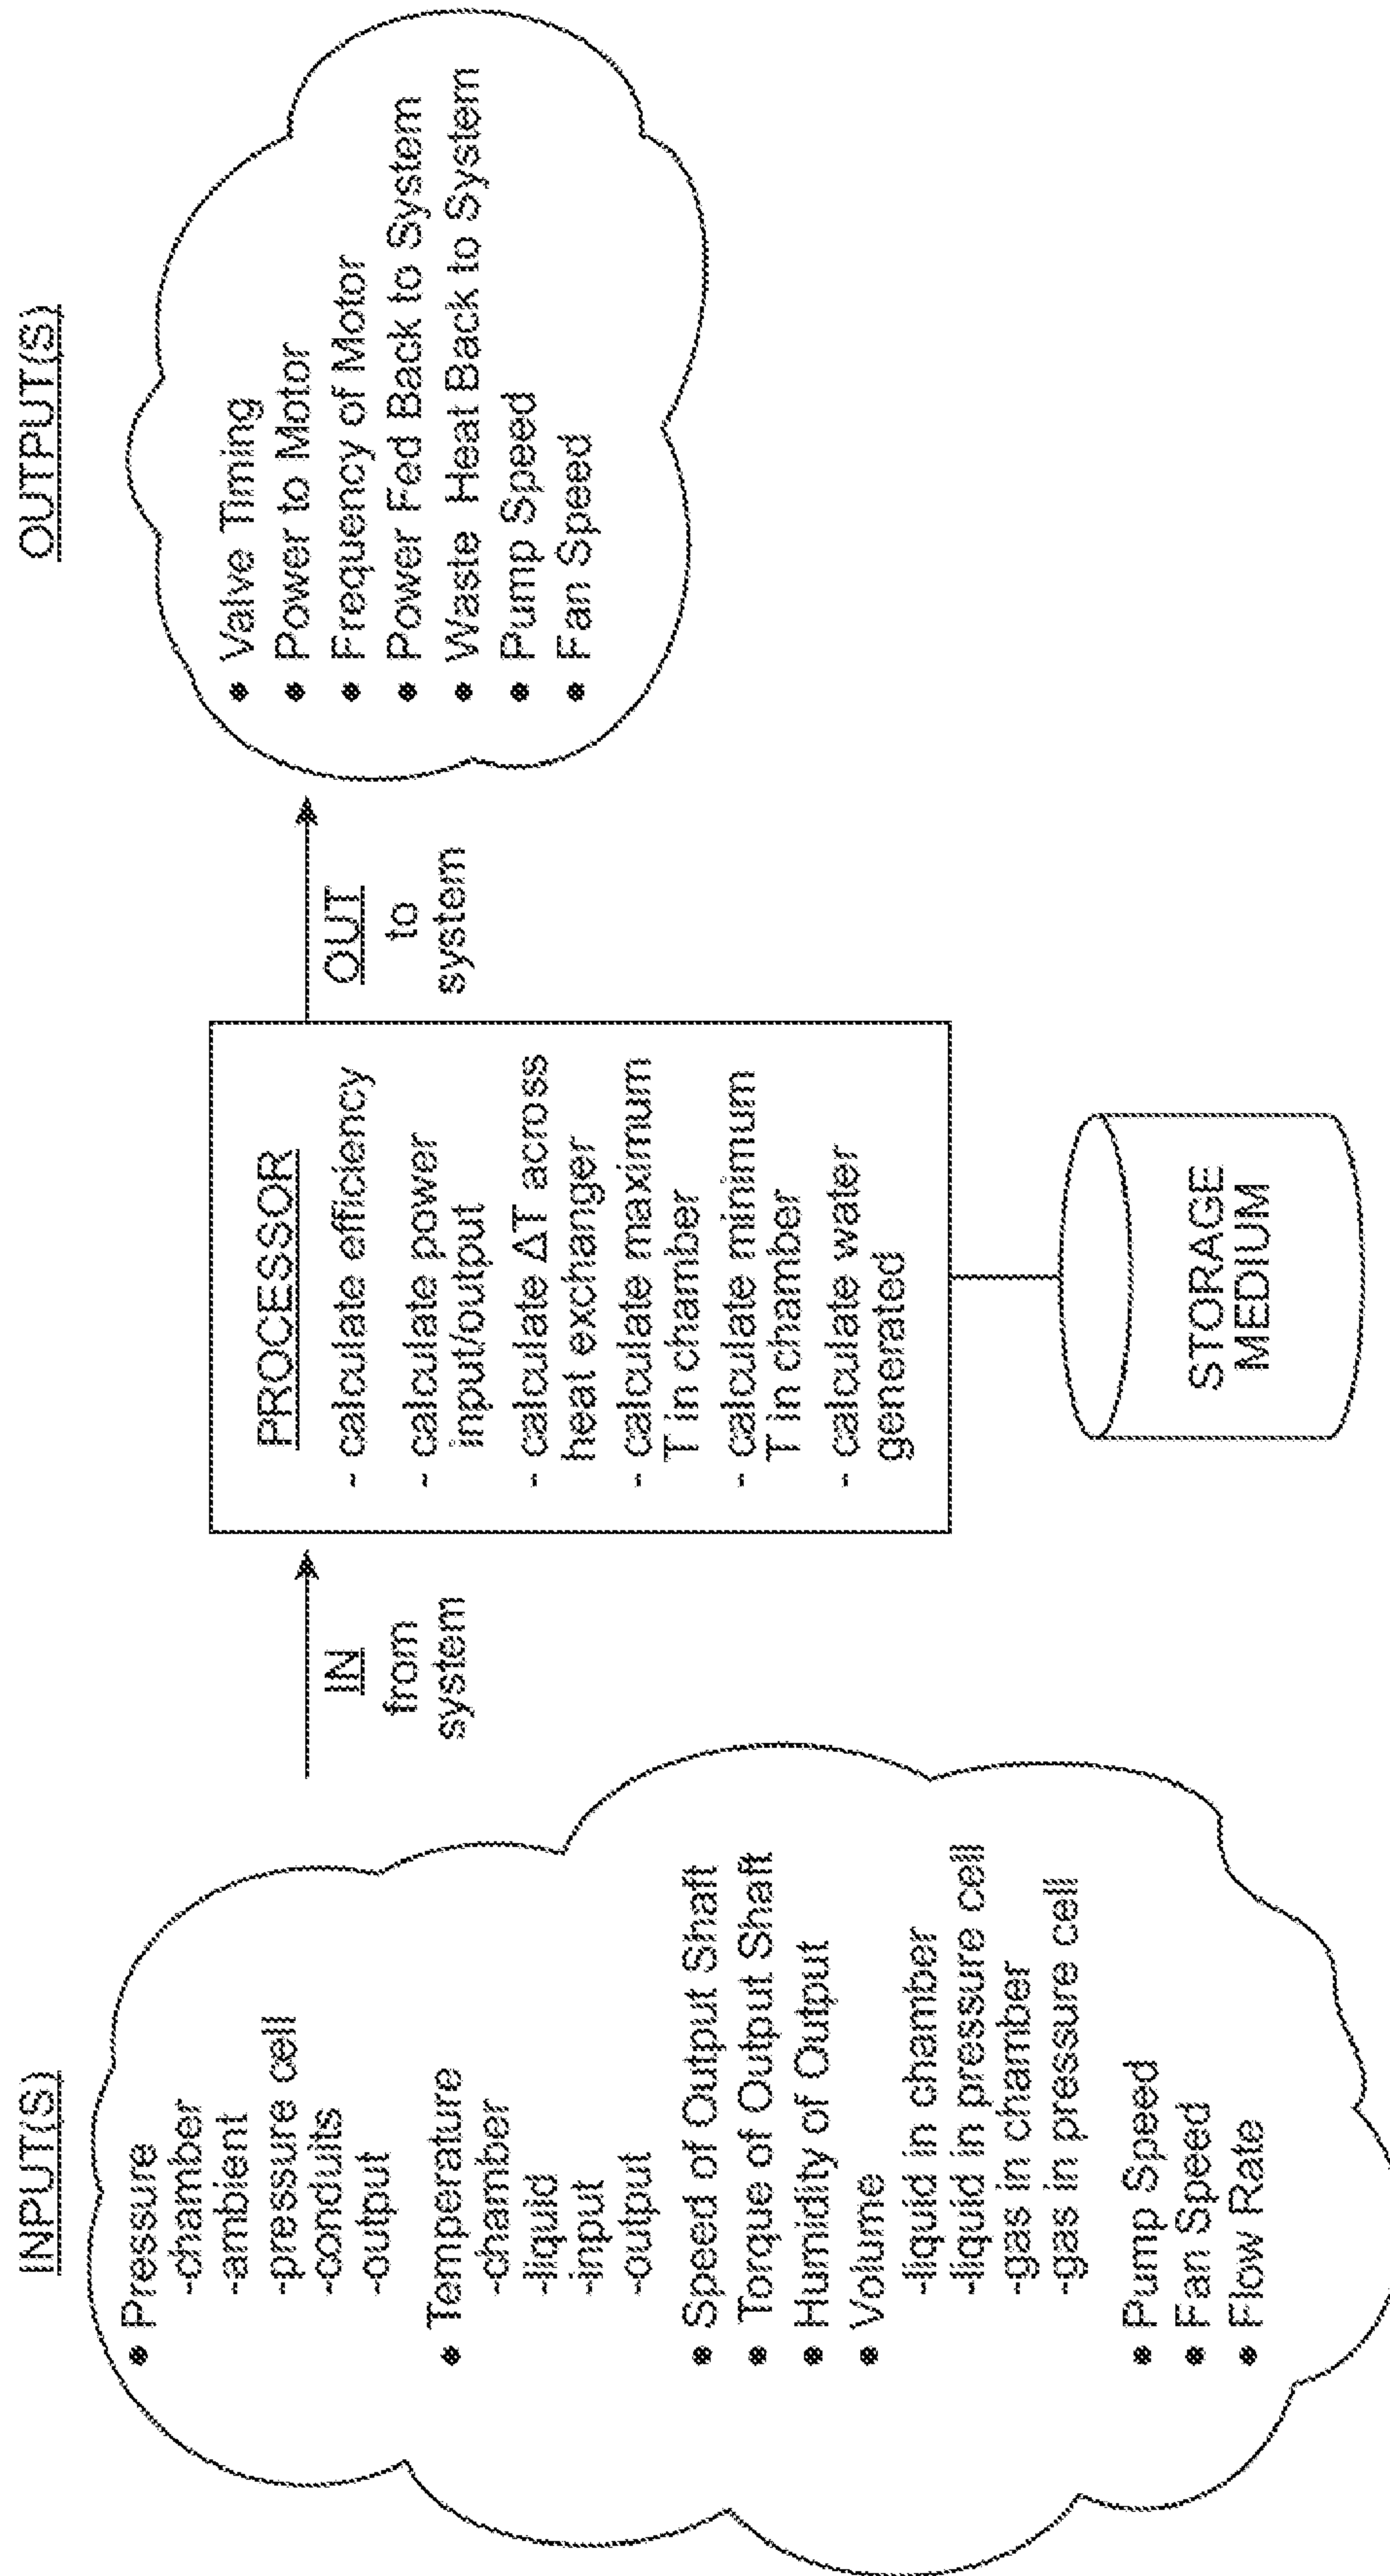 INPUT(S)
● Pressure
-chamber
-ambient
-pressure cell
-conduits
-output
● Temperature
-chamber
-liquid
-input
-output
● Speed of Output Shaft
● Torque of Output Shaft
● Humidity of Output
● Volume
-liquid in chamber
-liquid in pressure cell
-gas in chamber
-gas in pressure cell
● Pump Speed
● Fan Speed
● Flow Rate
IN
from
system
PROCESSOR
- calculate efficiency
- calculate power
input/output
- calculate ΔT across
heat exchanger
- calculate maximum
T in chamber
- calculate minimum
T in chamber
- calculate water
generated
STORAGE
MEDIUM
OUT
to
system
OUTPUT(S)
● Valve Timing
● Power to Motor
● Frequency of Motor
● Power Fed Back to System
● Waste Heat Back to System
● Pump Speed
● Fan Speed